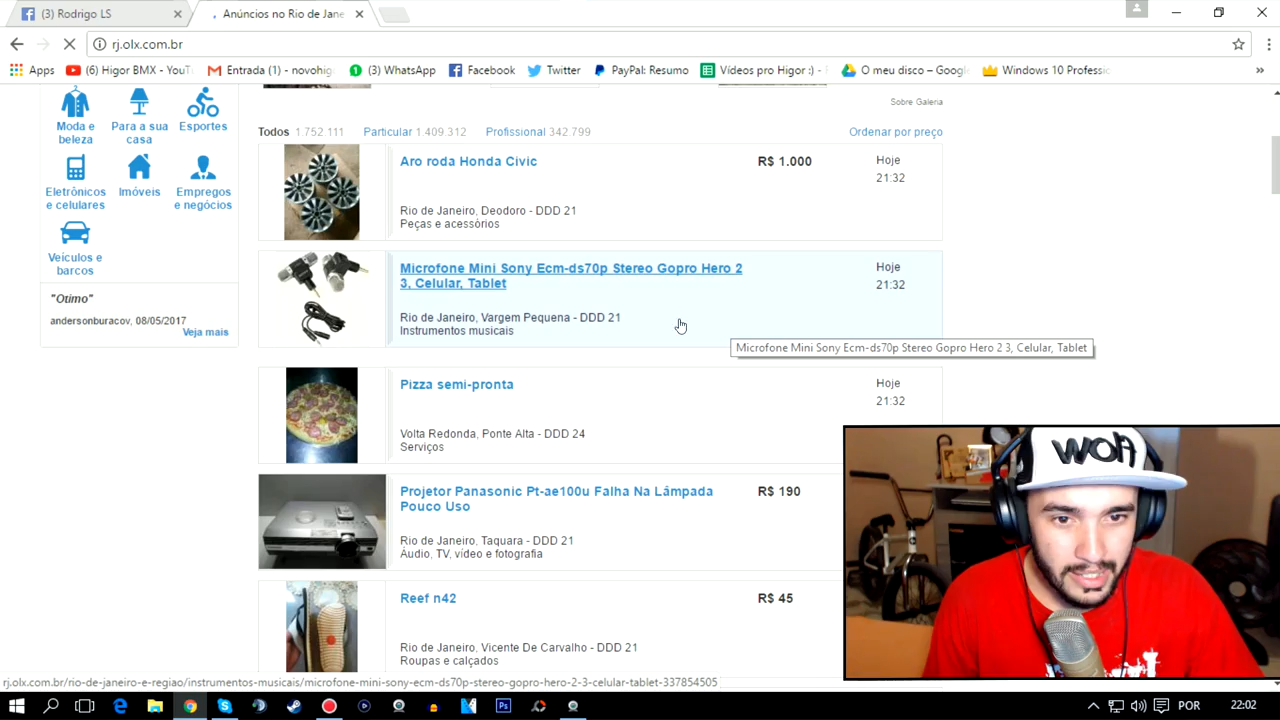 (3) Rodrigo LS
Anúncios no Rio de Jane
rj.olx.com.br
Apps
(6) Higor BMX - YouT
Entrada (1) - novohig
(3) WhatsApp
Facebook
Twitter
PayPal: Resumo
Vídeos pro Higor :) - F
O meu disco – Google
Windows 10 Professio
»
Sobre Galeria
Moda e beleza
Para a sua casa
Esportes
Eletrônicos e celulares
Imóveis
Empregos e negócios
Veículos e barcos
"Otimo"
andersonburacov, 08/05/2017
Veja mais
Todos 1.752.111 Particular 1.409.312 Profissional 342.799
Ordenar por preço
Aro roda Honda Civic
R$ 1.000
Hoje
21:32
Rio de Janeiro, Deodoro - DDD 21
Peças e acessórios
Microfone Mini Sony Ecm-ds70p Stereo Gopro Hero 2
3, Celular, Tablet
Hoje
21:32
Rio de Janeiro, Vargem Pequena - DDD 21
Instrumentos musicais
Microfone Mini Sony Ecm-ds70p Stereo Gopro Hero 2 3, Celular, Tablet
Pizza semi-pronta
Hoje
21:32
Volta Redonda, Ponte Alta - DDD 24
Serviços
Projetor Panasonic Pt-ae100u Falha Na Lâmpada
Pouco Uso
R$ 190
Rio de Janeiro, Taquara - DDD 21
Áudio, TV, vídeo e fotografia
Reef n42
R$ 45
Rio de Janeiro, Vicente De Carvalho - DDD 21
Roupas e calçados
WOA
rj.olx.com.br/rio-de-janeiro-e-regiao/instrumentos-musicais/microfone-mini-sony-ecm-ds70p-stereo-gopro-hero-2-3-celular-tablet-337854505
POR
22:02